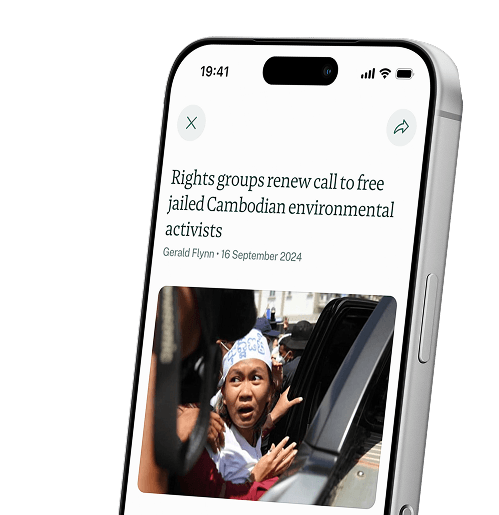 19:41
Rights groups renew call to free
jailed Cambodian environmental
activists
Gerald Flynn • 16 September 2024